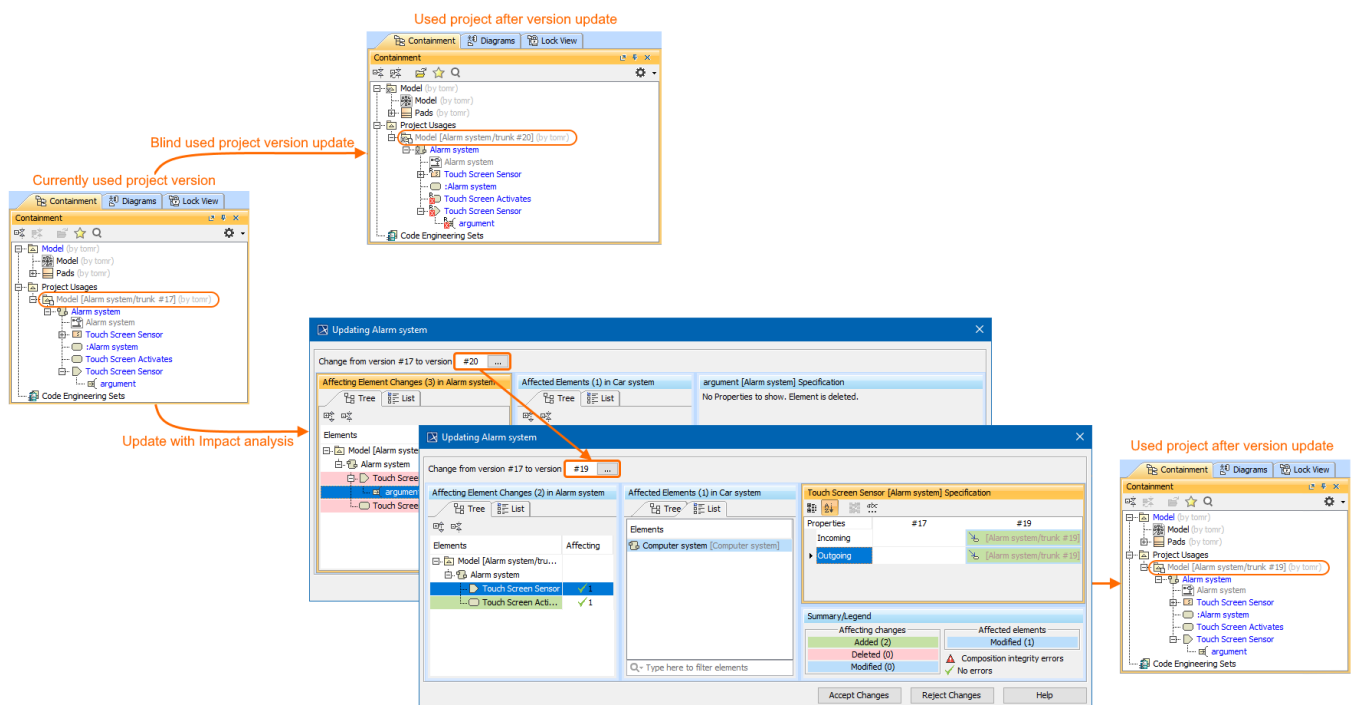 Used project after version update
Containment
Diagrams
Lock View
Containment
Model (by tomr)
Model (by tomr)
Pads (by tomr)
Project Usages
Model [Alarm system/trunk #20] (by tomr)
Alarm system
Alarm system
Touch Screen Sensor
:Alarm system
Touch Screen Activates
Touch Screen Sensor
argument
Code Engineering Sets
Blind used project version update
Currently used project version
Containment
Diagrams
Lock View
Containment
Model (by tomr)
Model (by tomr)
Pads (by tomr)
Project Usages
Model [Alarm system/trunk #17] (by tomr)
Alarm system
Alarm system
Touch Screen Sensor
:Alarm system
Touch Screen Activates
Touch Screen Sensor
argument
Code Engineering Sets
Update with Impact analysis
Updating Alarm system
Change from version #17 to version #20 ...
Affecting Element Changes (3) in Alarm system
Tree
List
Elements
Model [Alarm syste
Alarm system
Touch Scree
argument
Touch Scree
Affected Elements (1) in Car system
Tree
List
argument [Alarm system] Specification
No Properties to show. Element is deleted.
Updating Alarm system
Change from version #17 to version #19 ...
Affecting Element Changes (2) in Alarm system
Tree
List
Elements Affecting
Model [Alarm system/tru...
Alarm system
Touch Screen Sensor 1
Touch Screen Acti... 1
Affected Elements (1) in Car system
Tree
List
Elements
Computer system [Computer system]
Type here to filter elements
Touch Screen Sensor [Alarm system] Specification
Properties #17 #19
Incoming [Alarm system/trunk #19]
Outgoing [Alarm system/trunk #19]
Summary/Legend
Affecting changes
Added (2)
Deleted (0)
Modified (0)
Affected elements
Modified (1)
Composition integrity errors
No errors
Accept Changes
Reject Changes
Help
Used project after version update
Containment
Diagrams
Lock View
Containment
Model (by tomr)
Model (by tomr)
Pads (by tomr)
Project Usages
Model [Alarm system/trunk #19] (by tomr)
Alarm system
Alarm system
Touch Screen Sensor
:Alarm system
Touch Screen Activates
Touch Screen Sensor
argument
Code Engineering Sets